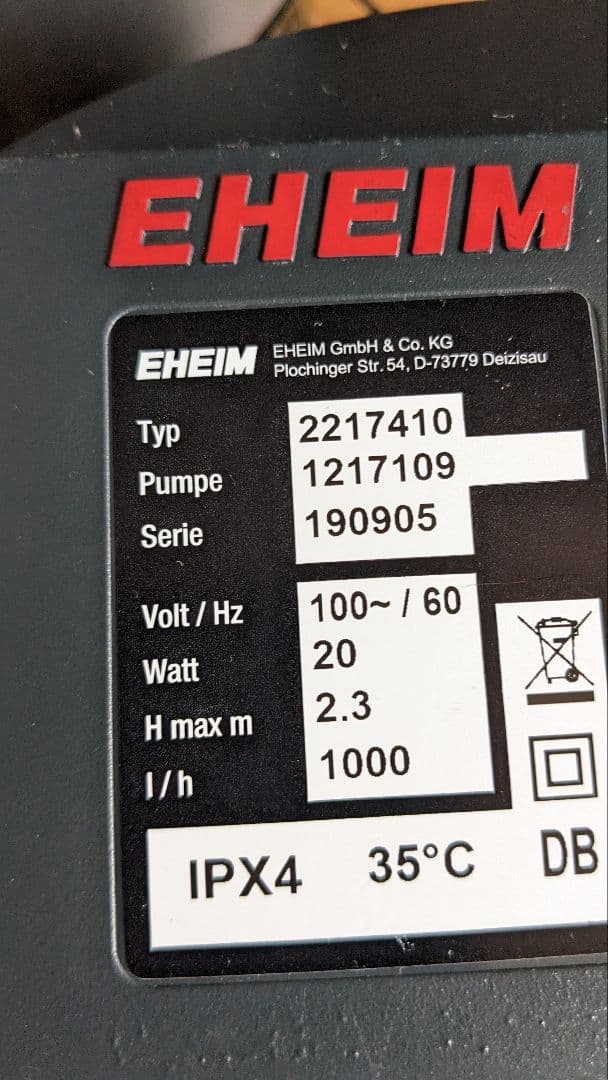 EHEIM
EHEIM EHEIM GmbH & Co. KG
Plochinger Str. 54, D-73779 Deizisau
Typ 2217410
Pumpe 1217109
Serie 190905
Volt / Hz 100~ / 60
Watt 20
H max m 2.3
l/h 1000
IPX4 35°C DB